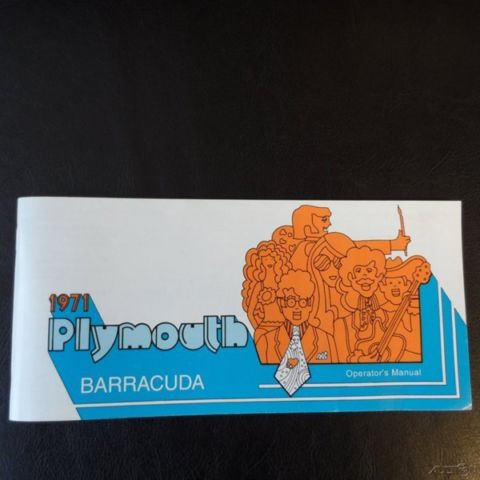 1971
Plymouth
BARRACUDA
Operator's Manual